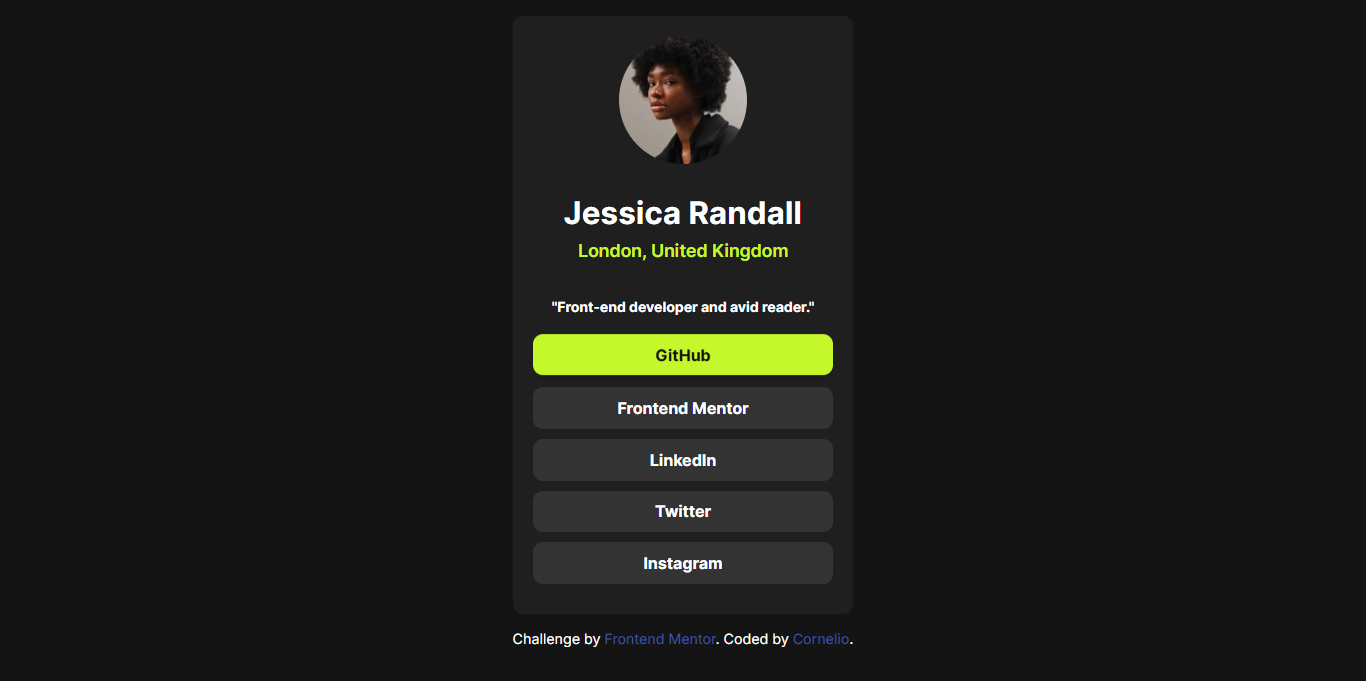 Jessica Randall
London, United Kingdom
"Front-end developer and avid reader."
GitHub
Frontend Mentor
LinkedIn
Twitter
Instagram
Challenge by Frontend Mentor. Coded by Cornelio.